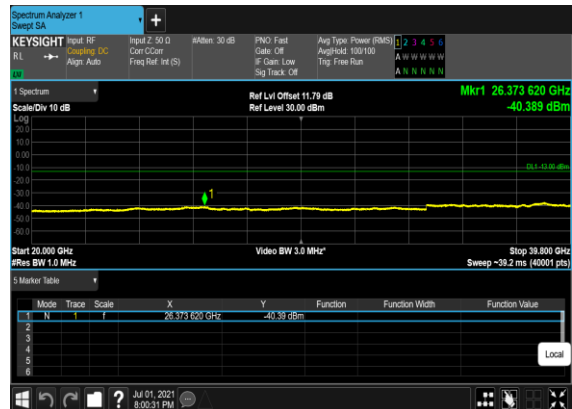 Spectrum Analyzer 1
Swept SA
+
KEYSIGHT Input: RF Input Z: 50 Ω #Atten: 30 dB PNO: Fast Avg Type: Power (RMS) 1 2 3 4 5 6
RL Coupling: DC Corr CCorr Gate: Off Avg|Hold: 100/100 A W W W W W
Align: Auto Freq Ref: Int (S) IF Gain: Low Trig: Free Run
Sig Track: Off A N N N N N
1 Spectrum Ref Lvl Offset 11.79 dB Mkr1 26.373 620 GHz
Scale/Div 10 dB Ref Level 30.00 dBm -40.389 dBm
Log
20.0
10.0
0.00
-10.0
DL1 -13.00 dBm
-20.0
-30.0
1
-40.0
-50.0
-60.0
Start 20.000 GHz Video BW 3.0 MHz* Stop 39.800 GHz
#Res BW 1.0 MHz Sweep ~39.2 ms (40001 pts)
5 Marker Table
Mode Trace Scale X Y Function Function Width Function Value
1 N 1 f 26.373 620 GHz -40.39 dBm
2
3
4
5
6
Local
? Jul 01, 2021
8:00:31 PM